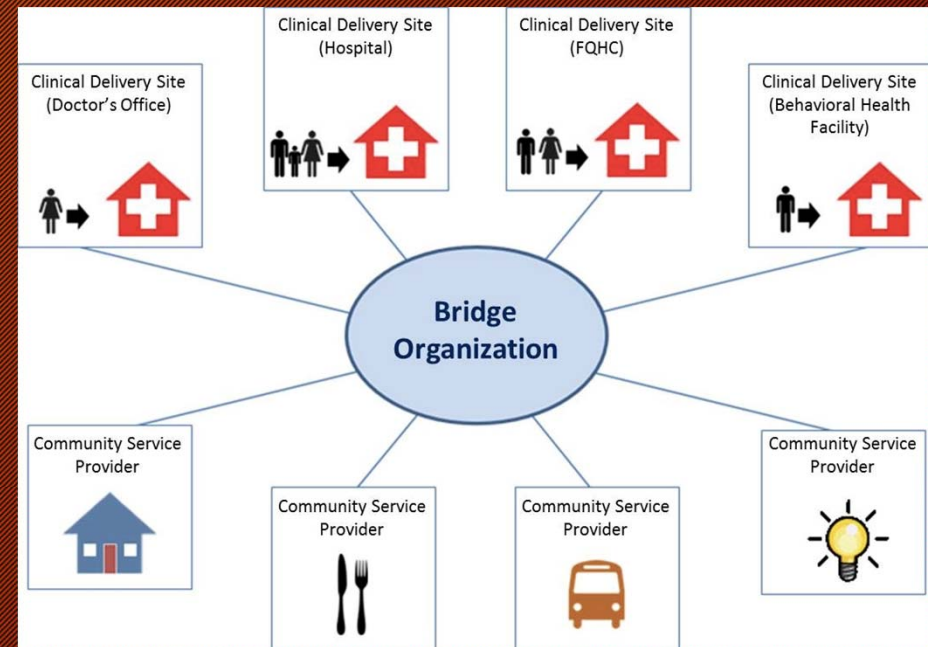 Clinical Delivery Site
(Doctor's Office)
Clinical Delivery Site
(Hospital)
Clinical Delivery Site
(FQHC)
Clinical Delivery Site
(Behavioral Health
Facility)
Bridge
Organization
Community Service
Provider
Community Service
Provider
Community Service
Provider
Community Service
Provider